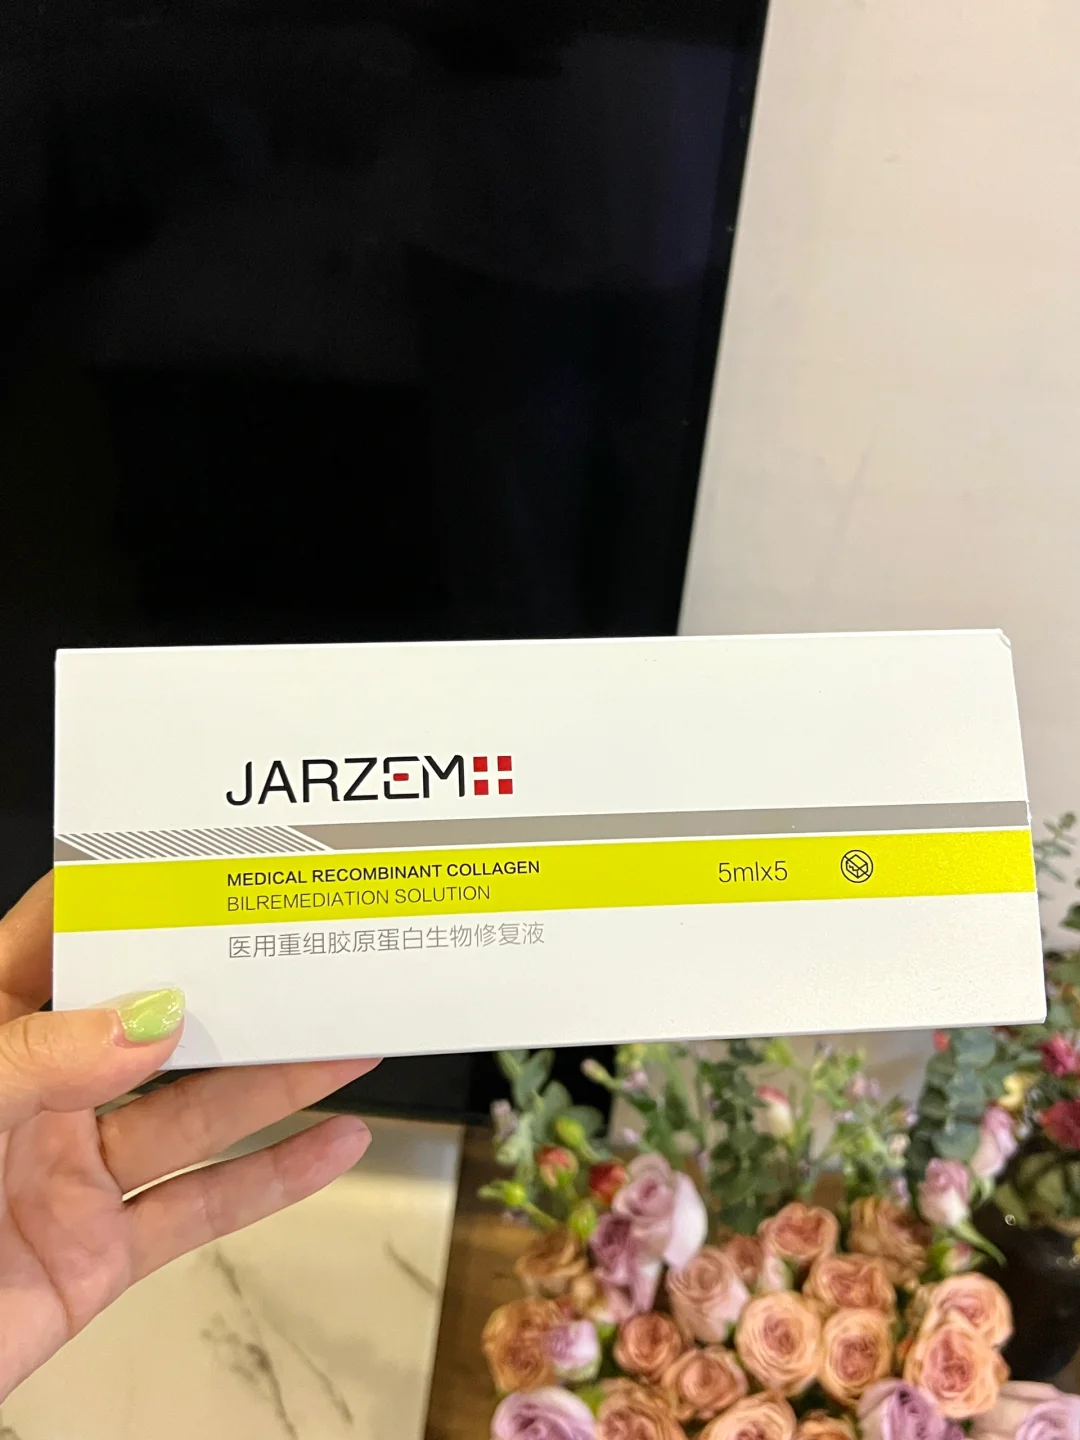 JARZEM
MEDICAL RECOMBINANT COLLAGEN
BILREMEDIATION SOLUTION
5mlx5
医用重组胶原蛋白生物修复液